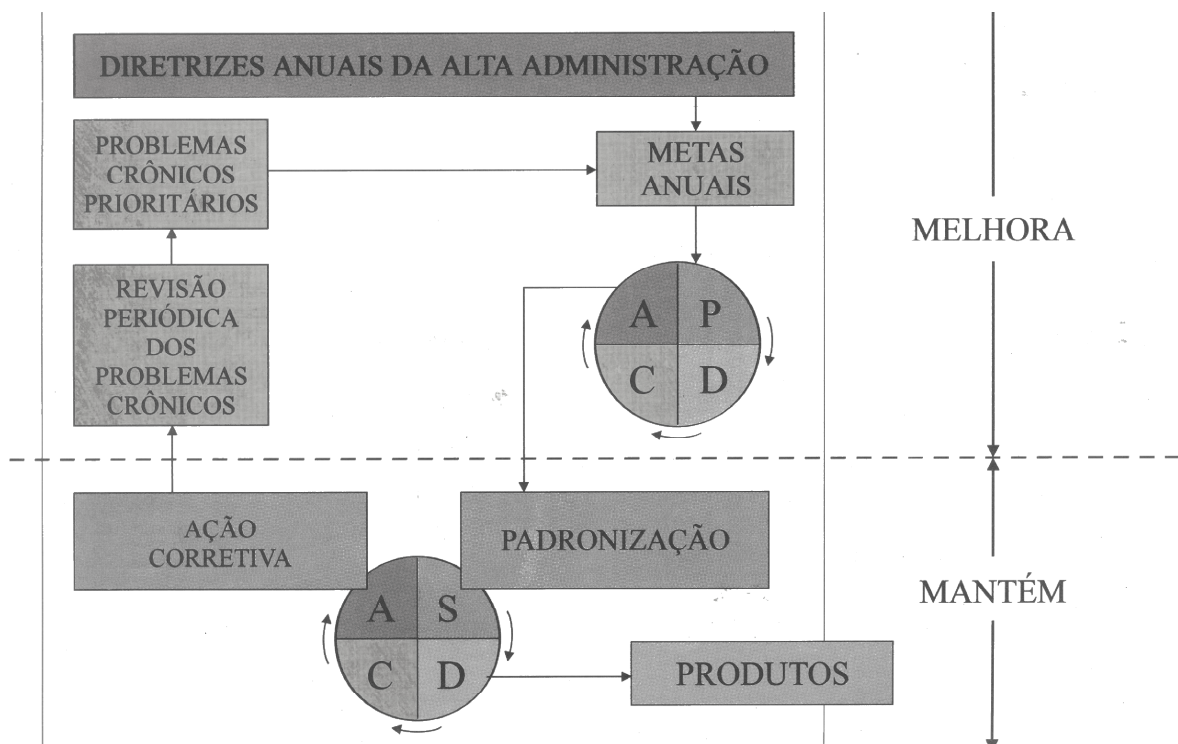 DIRETRIZES ANUAIS DA ALTA ADMINISTRAÇÃO
PROBLEMAS
CRÔNICOS
PRIORITÁRIOS
METAS
ANUAIS
MELHORA
REVISÃO
PERIÓDICA
DOS
PROBLEMAS
CRÔNICOS
A P
C D
AÇÃO
CORRETIVA
PADRONIZAÇÃO
MANTÉM
A S
C D
PRODUTOS